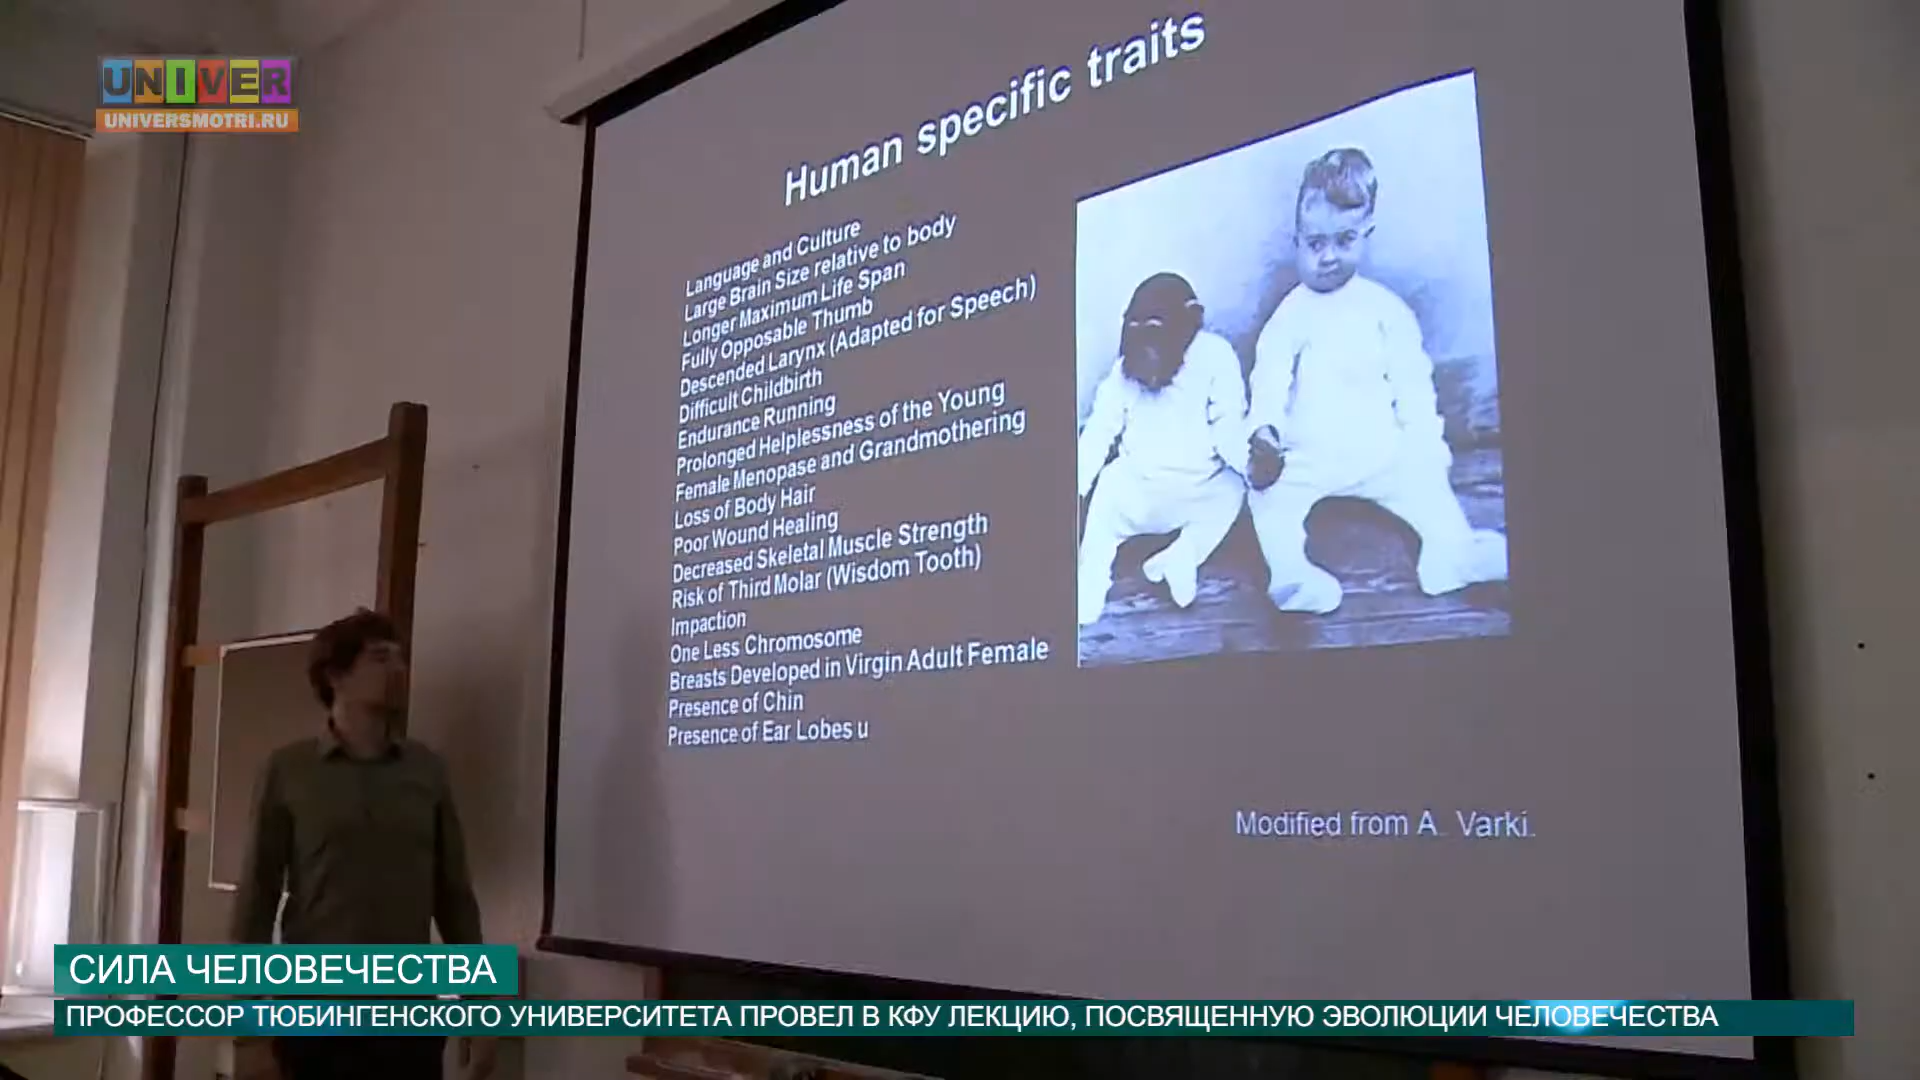 UNIVER
UNIVERSMOTRI.RU
Human specific traits
Language and Culture
Large Brain Size relative to body
Longer Maximum Life Span
Fully Opposable Thumb
Descended Larynx (Adapted for Speech)
Difficult Childbirth
Endurance Running
Prolonged Helplessness of the Young
Female Menopase and Grandmothering
Loss of Body Hair
Poor Wound Healing
Decreased Skeletal Muscle Strength
Risk of Third Molar (Wisdom Tooth)
Impaction
One Less Chromosome
Breasts Developed in Virgin Adult Female
Presence of Chin
Presence of Ear Lobes u
Modified from A. Varki.
СИЛА ЧЕЛОВЕЧЕСТВА
ПРОФЕССОР ТЮБИНГЕНСКОГО УНИВЕРСИТЕТА ПРОВЕЛ В КФУ ЛЕКЦИЮ, ПОСВЯЩЕННУЮ ЭВОЛЮЦИИ ЧЕЛОВЕЧЕСТВА